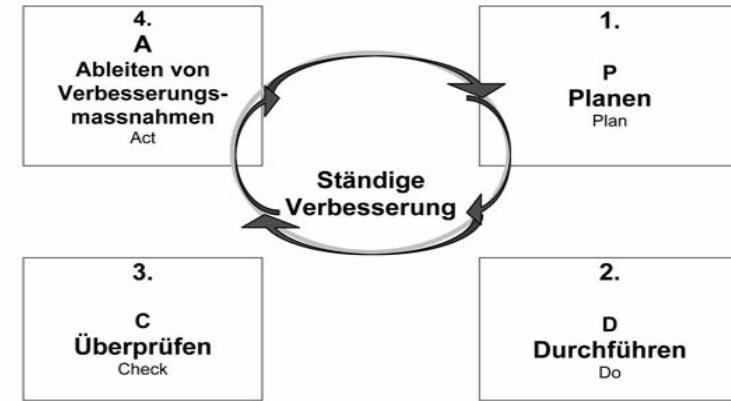 4.
A
Ableiten von
Verbesserungs-
massnahmen
Act
1.
P
Planen
Plan
Ständige
Verbesserung
3.
C
Überprüfen
Check
2.
D
Durchführen
Do